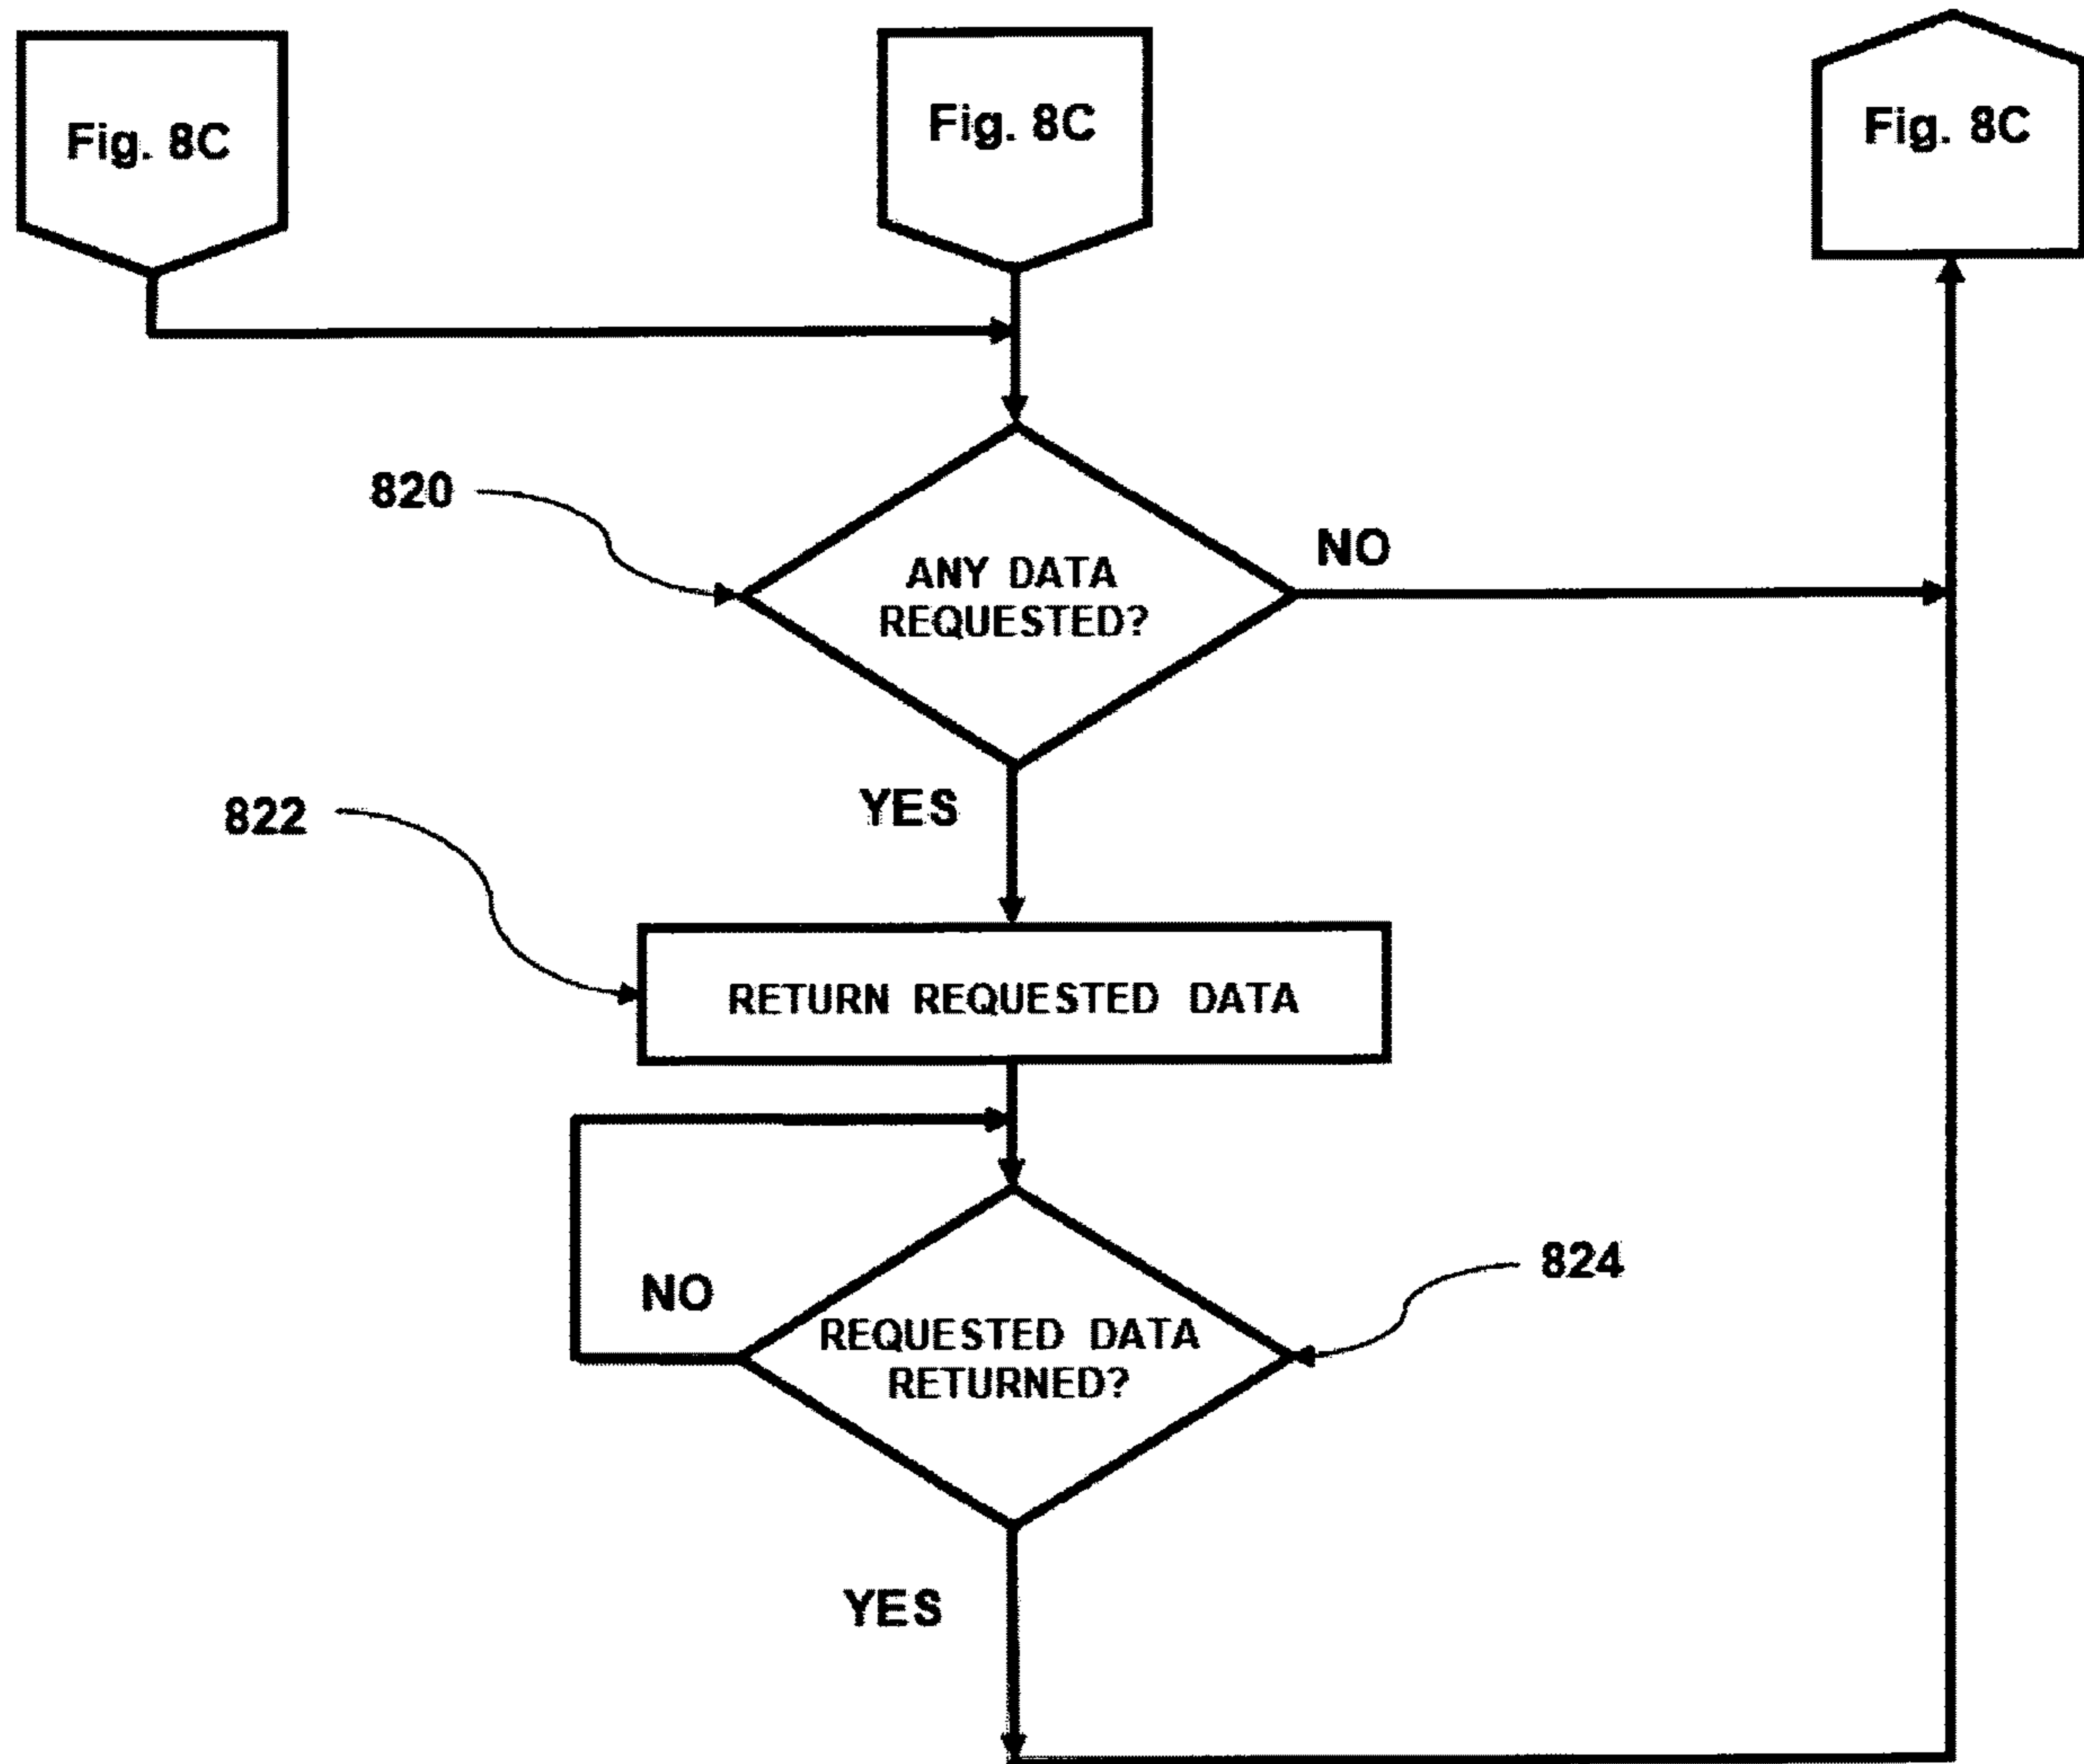 Fig. 8C
Fig. 8C
Fig. 8C
820
ANY DATA
REQUESTED?
NO
YES
822
RETURN REQUESTED DATA
NO
REQUESTED DATA
RETURNED?
824
YES